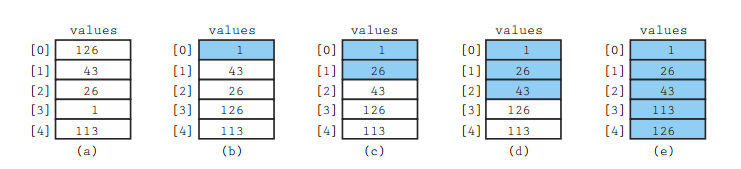 values values values values values
[0] 126 [0] 1 [0] 1 [0] 1 [0] 1
[1] 43 [1] 43 [1] 26 [1] 26 [1] 26
[2] 26 [2] 26 [2] 43 [2] 43 [2] 43
[3] 1 [3] 126 [3] 126 [3] 126 [3] 113
[4] 113 [4] 113 [4] 113 [4] 113 [4] 126
(a) (b) (c) (d) (e)